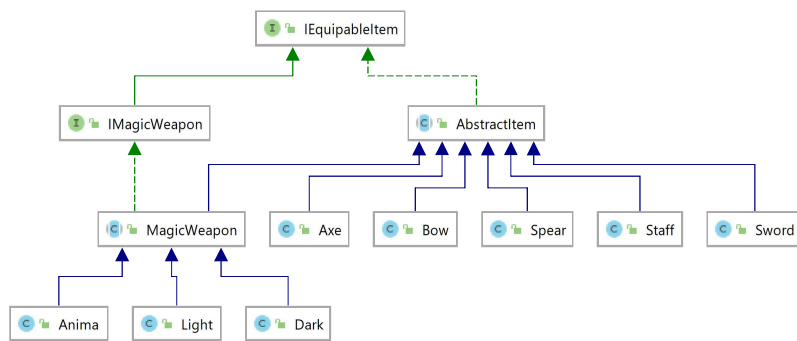 IEquipableItem
IMagicWeapon
AbstractItem
MagicWeapon
Axe
Bow
Spear
Staff
Sword
Anima
Light
Dark